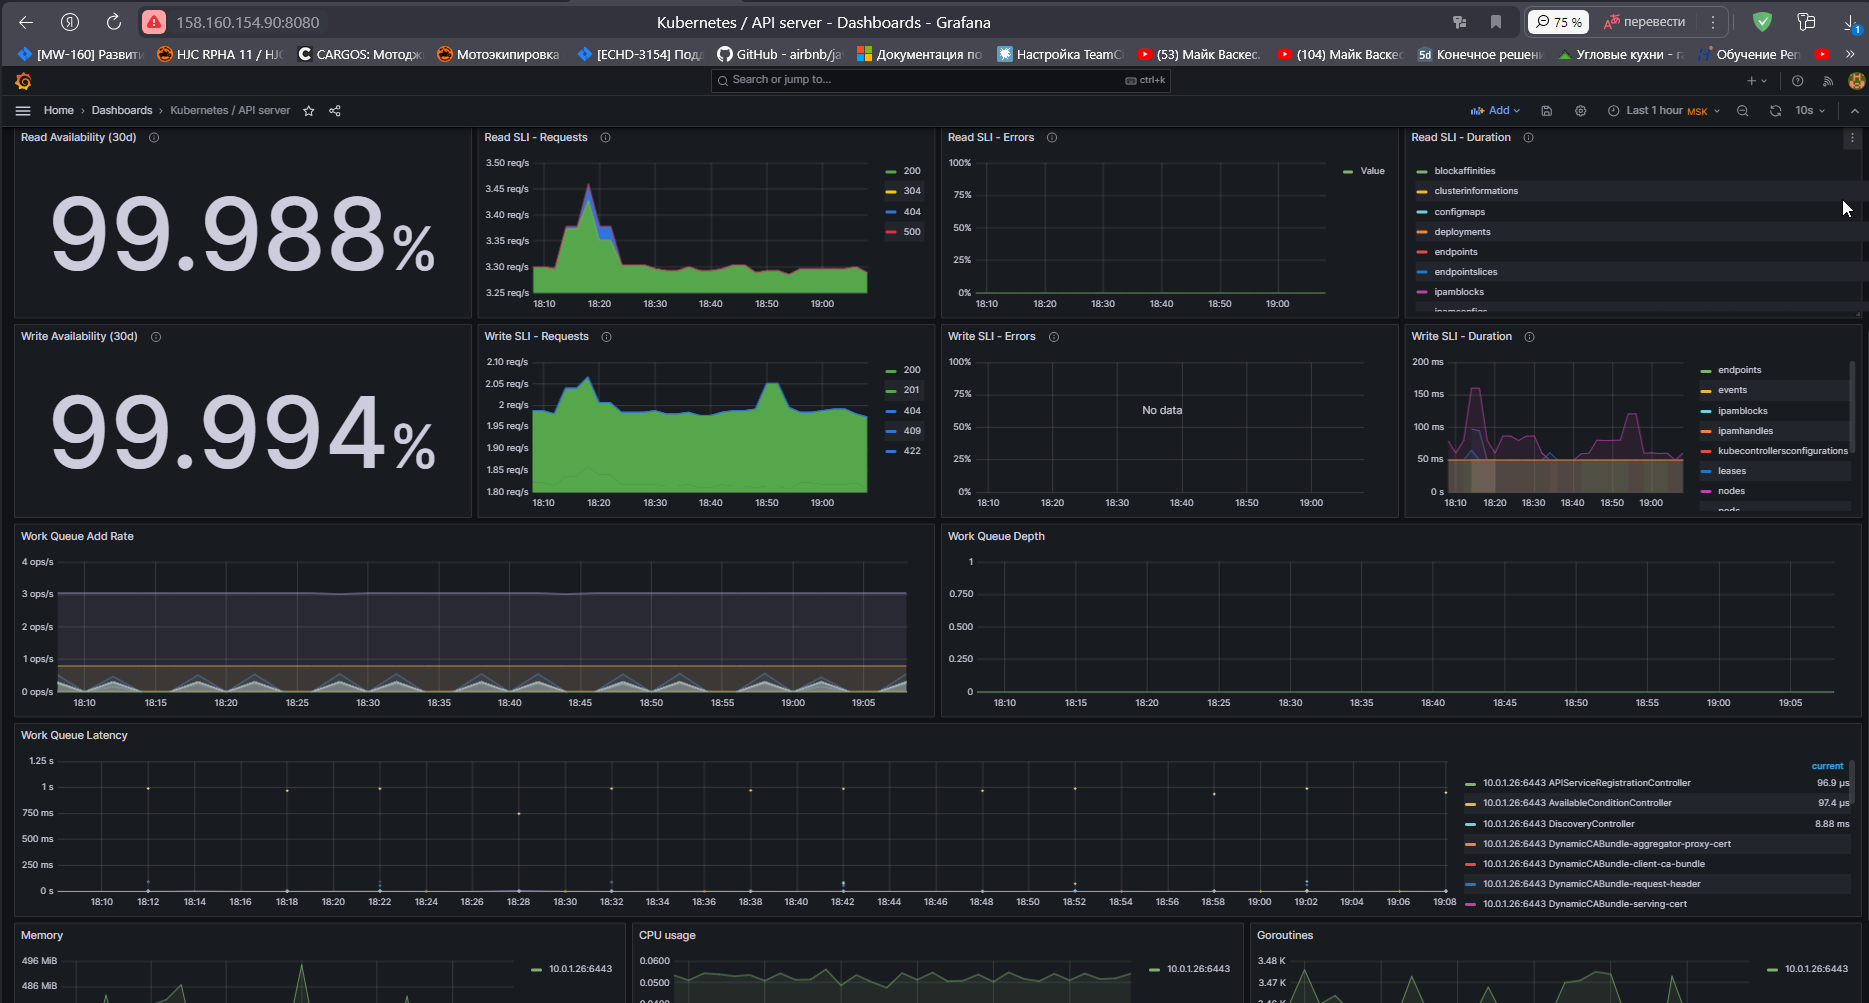 158.160.154.90:8080
Kubernetes / API server - Dashboards - Grafana
75 %
перевести
1
[MW-160] Развити
HJC RPHA 11 / HJC
CARGOS: Мотодж
Мотоэкипировка
[ECHD-3154] Подд
GitHub - airbnb/ja
Документация по
Настройка TeamCi
(53) Майк Васкес.
(104) Майк Васкес
5d Конечное решени
Угловые кухни - г
Обучение Рег
Search or jump to...
ctrl+k
Home › Dashboards › Kubernetes / API server
Add
Last 1 hour MSK
10s
Read Availability (30d)
99.988%
Read SLI - Requests
3.50 req/s
3.45 req/s
3.40 req/s
3.35 req/s
3.30 req/s
3.25 req/s
18:10 18:20 18:30 18:40 18:50 19:00
200
304
404
500
Read SLI - Errors
100%
75%
50%
25%
0%
18:10 18:20 18:30 18:40 18:50 19:00
Value
Read SLI - Duration
blockaffinities
clusterinformations
configmaps
deployments
endpoints
endpointslices
ipamblocks
ipamconfigs
Write Availability (30d)
99.994%
Write SLI - Requests
2.10 req/s
2.05 req/s
2 req/s
1.95 req/s
1.90 req/s
1.85 req/s
1.80 req/s
18:10 18:20 18:30 18:40 18:50 19:00
200
201
404
409
422
Write SLI - Errors
100%
75%
50%
25%
0%
No data
18:10 18:20 18:30 18:40 18:50 19:00
Write SLI - Duration
200 ms
150 ms
100 ms
50 ms
0 s
18:10 18:20 18:30 18:40 18:50 19:00
endpoints
events
ipamblocks
ipamhandles
kubecontrollersconfigurations
leases
nodes
pods
Work Queue Add Rate
4 ops/s
3 ops/s
2 ops/s
1 ops/s
0 ops/s
18:10 18:15 18:20 18:25 18:30 18:35 18:40 18:45 18:50 18:55 19:00 19:05
Work Queue Depth
1
0.750
0.500
0.250
0
18:10 18:15 18:20 18:25 18:30 18:35 18:40 18:45 18:50 18:55 19:00 19:05
Work Queue Latency
1.25 s
1 s
750 ms
500 ms
250 ms
0 s
18:10 18:12 18:14 18:16 18:18 18:20 18:22 18:24 18:26 18:28 18:30 18:32 18:34 18:36 18:38 18:40 18:42 18:44 18:46 18:48 18:50 18:52 18:54 18:56 18:58 19:00 19:02 19:04 19:06 19:08
current
10.0.1.26:6443 APIServiceRegistrationController 96.9 µs
10.0.1.26:6443 AvailableConditionController 97.4 µs
10.0.1.26:6443 DiscoveryController 8.88 ms
10.0.1.26:6443 DynamicCABundle-aggregator-proxy-cert
10.0.1.26:6443 DynamicCABundle-client-ca-bundle
10.0.1.26:6443 DynamicCABundle-request-header
10.0.1.26:6443 DynamicCABundle-serving-cert
Memory
496 MiB
486 MiB
10.0.1.26:6443
CPU usage
0.0600
0.0500
0.0400
10.0.1.26:6443
Goroutines
3.48 K
3.47 K
3.46 K
10.0.1.26:6443